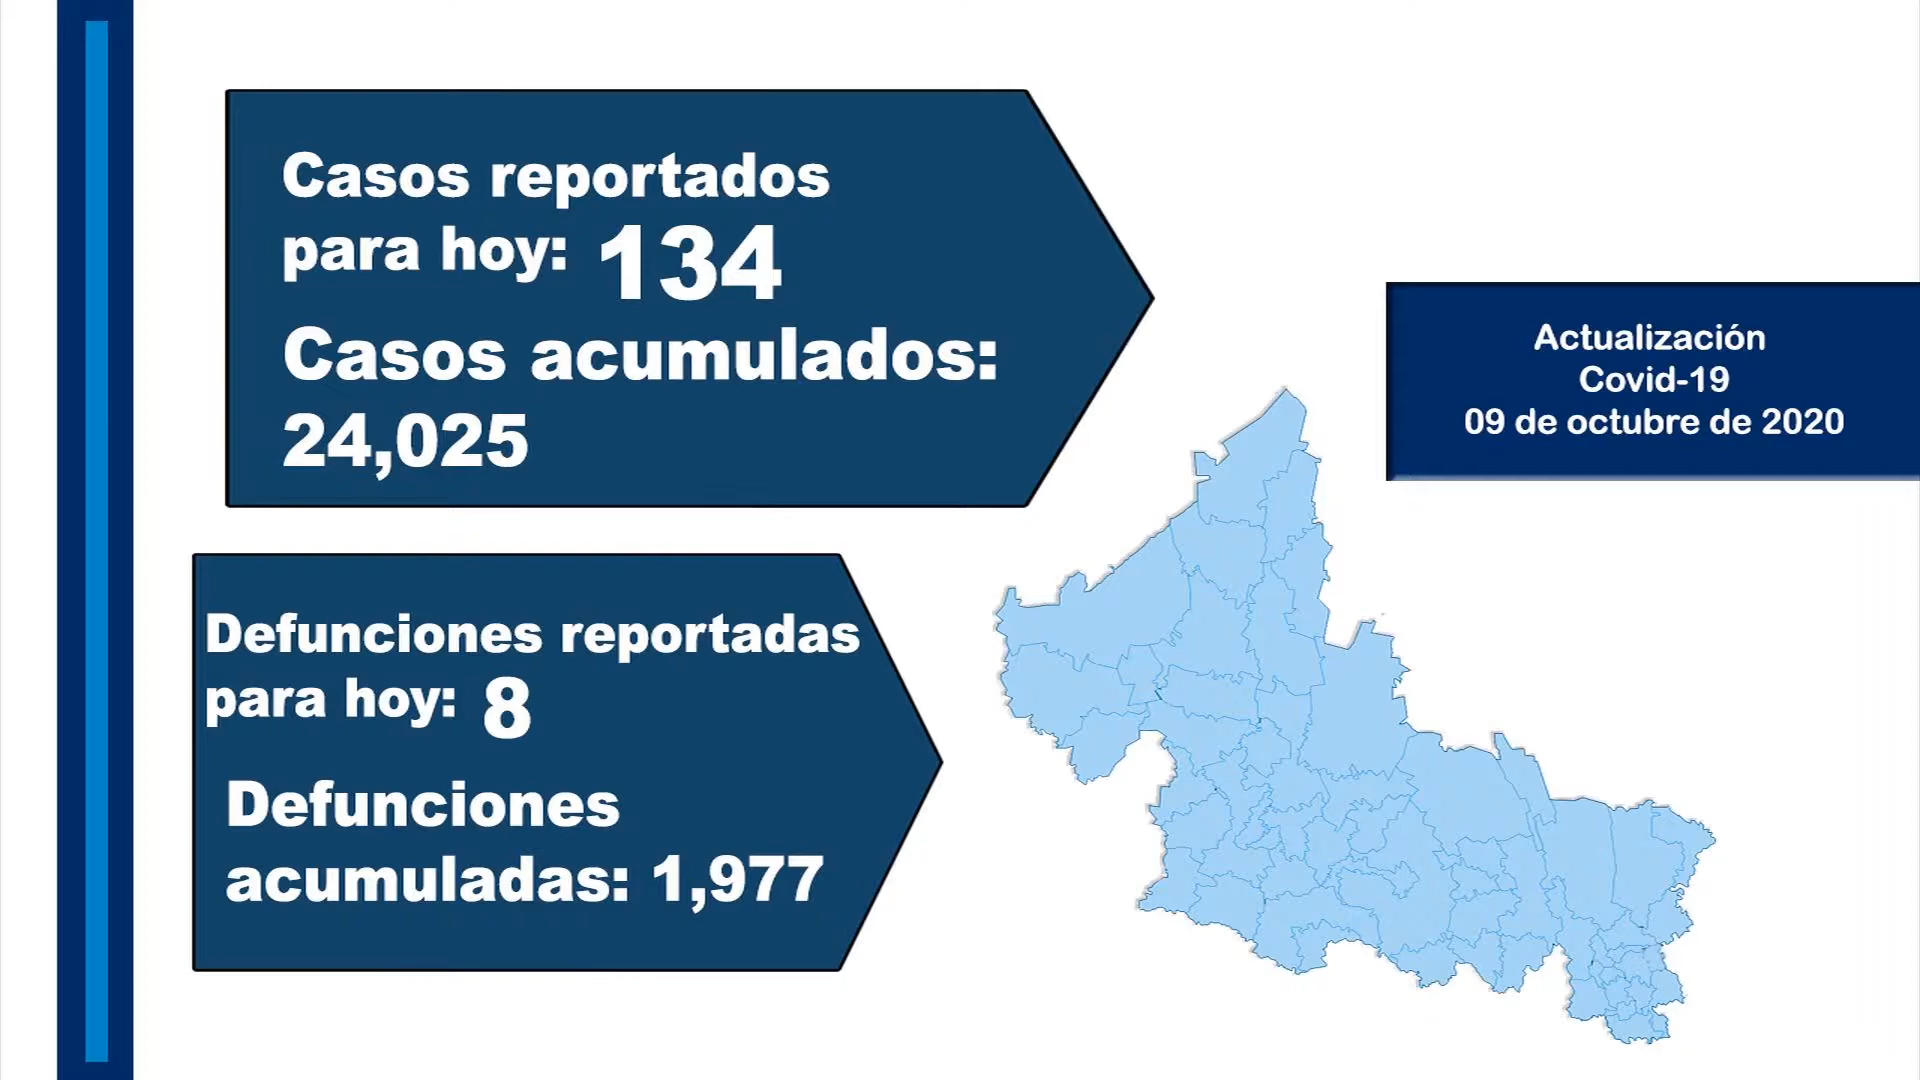 Casos reportados
para hoy: 134
Casos acumulados:
24,025
Actualización
Covid-19
09 de octubre de 2020
Defunciones reportadas
para hoy: 8
Defunciones
acumuladas: 1,977